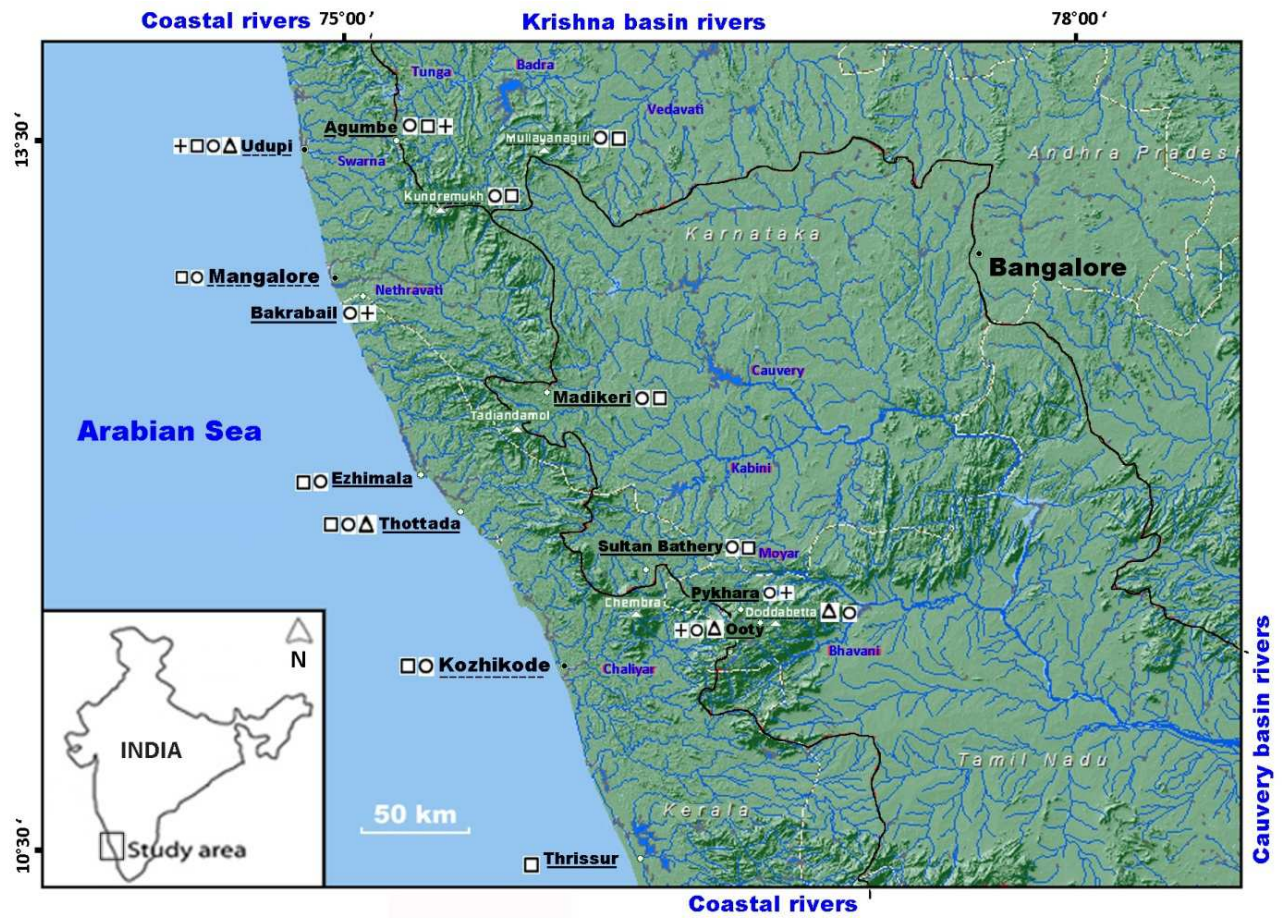 Coastal rivers
75°00′
Krishna basin rivers
78°00′
Tunga
Badra
Vedavati
Agumbe
Mullayanagiri
13°30′
Udupi
Swarna
Andhra Pradesh
Kundremukh
Karnataka
Mangalore
Bangalore
Nethravati
Bakrabail
Cauvery
Madikeri
Tadiandamol
Arabian Sea
Kabini
Ezhimala
Thottada
Sultan Bathery
Moyar
Pykhara
Chembra
Doddabetta
Ooty
Bhavani
Kozhikode
Chaliyar
N
INDIA
Study area
Tamil Nadu
50 km
Kerala
10°30′
Thrissur
Cauvery basin rivers
Coastal rivers